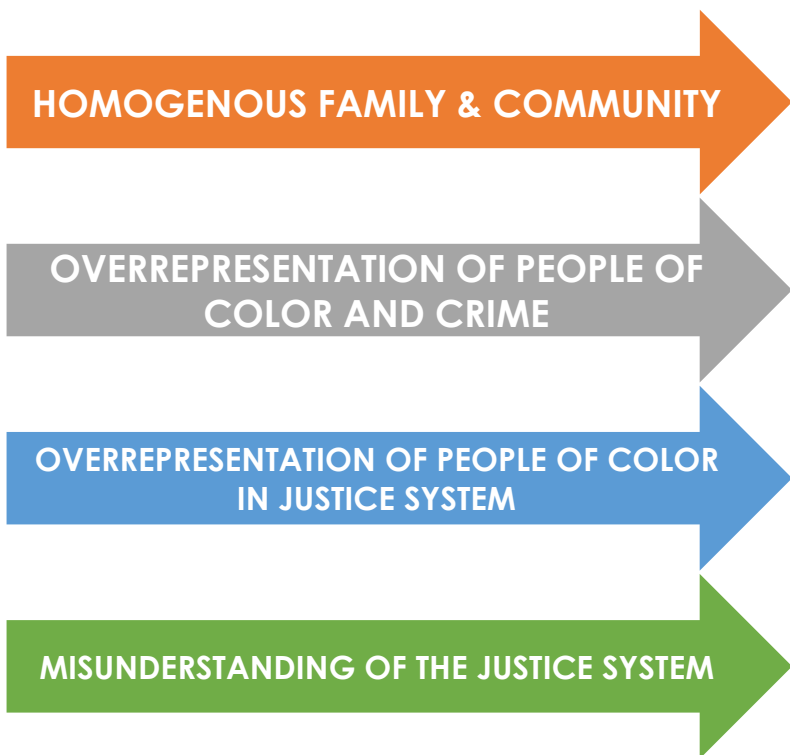 HOMOGENOUS FAMILY & COMMUNITY
OVERREPRESENTATION OF PEOPLE OF
COLOR AND CRIME
OVERREPRESENTATION OF PEOPLE OF COLOR
IN JUSTICE SYSTEM
MISUNDERSTANDING OF THE JUSTICE SYSTEM